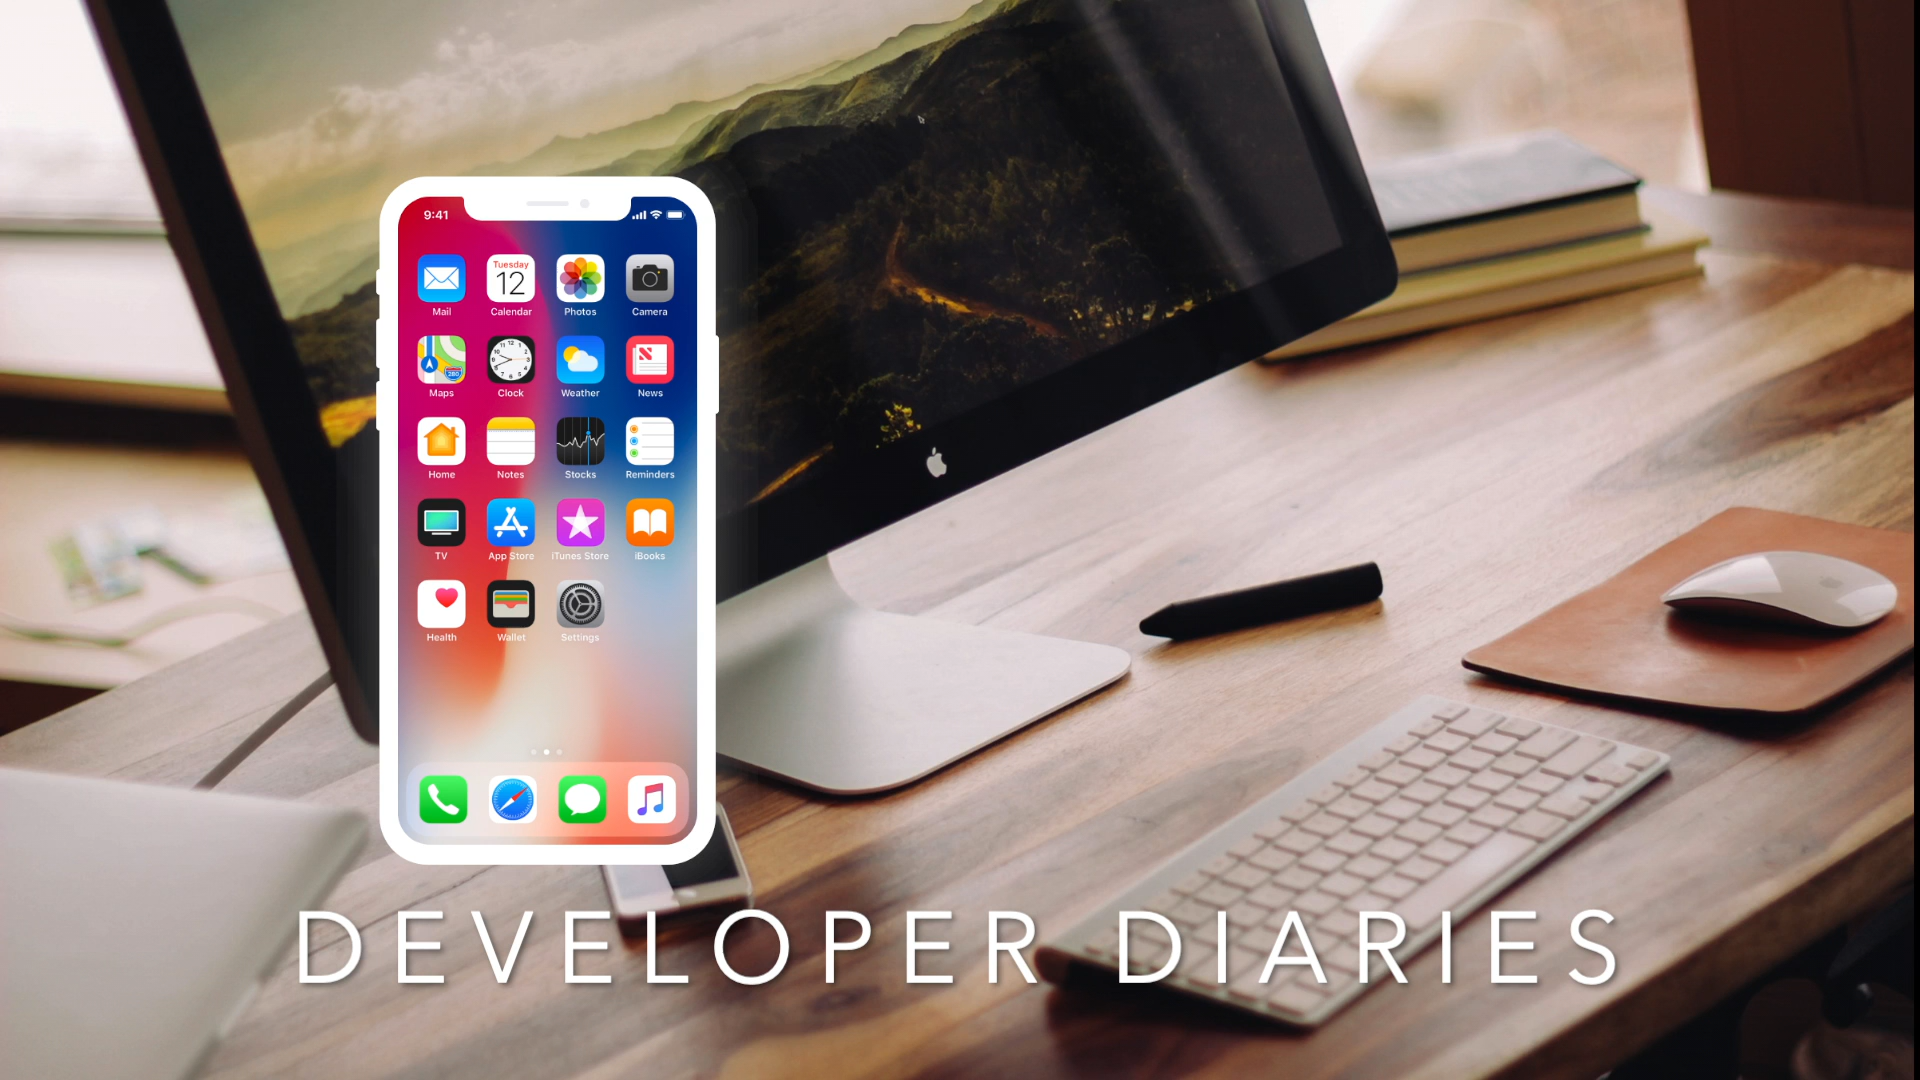 9:41
Tuesday
12
Mail
Calendar
Photos
Camera
280
Maps
Clock
Weather
News
Home
Notes
Stocks
Reminders
TV
App Store
iTunes Store
iBooks
Health
Wallet
Settings
DEVELOPER DIARIES